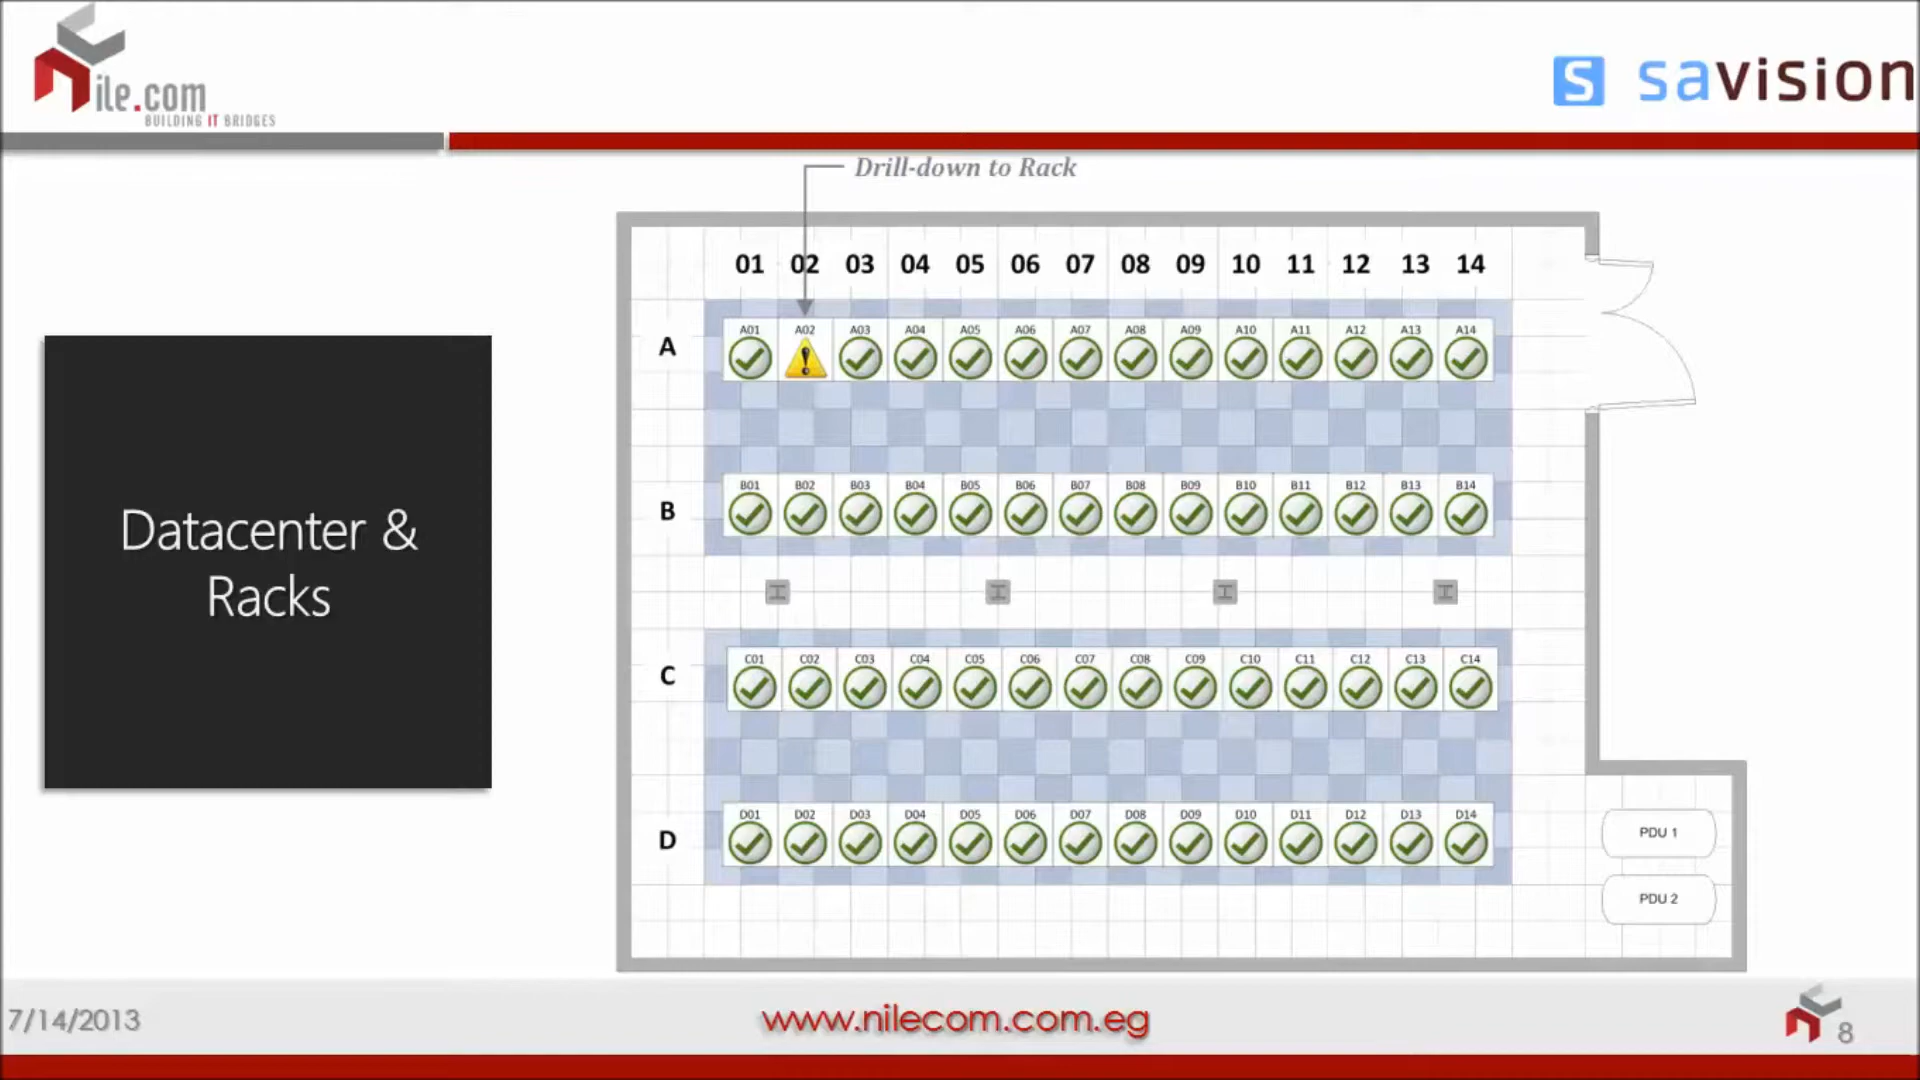 ile.com
BUILDING IT BRIDGES
S savision
Drill-down to Rack
01 02 03 04 05 06 07 08 09 10 11 12 13 14
A
A01 A02 A03 A04 A05 A06 A07 A08 A09 A10 A11 A12 A13 A14
B
B01 B02 B03 B04 B05 B06 B07 B08 B09 B10 B11 B12 B13 B14
Datacenter &
Racks
C
C01 C02 C03 C04 C05 C06 C07 C08 C09 C10 C11 C12 C13 C14
D
D01 D02 D03 D04 D05 D06 D07 D08 D09 D10 D11 D12 D13 D14
PDU 1
PDU 2
7/14/2013
www.nilecom.com.eg
8